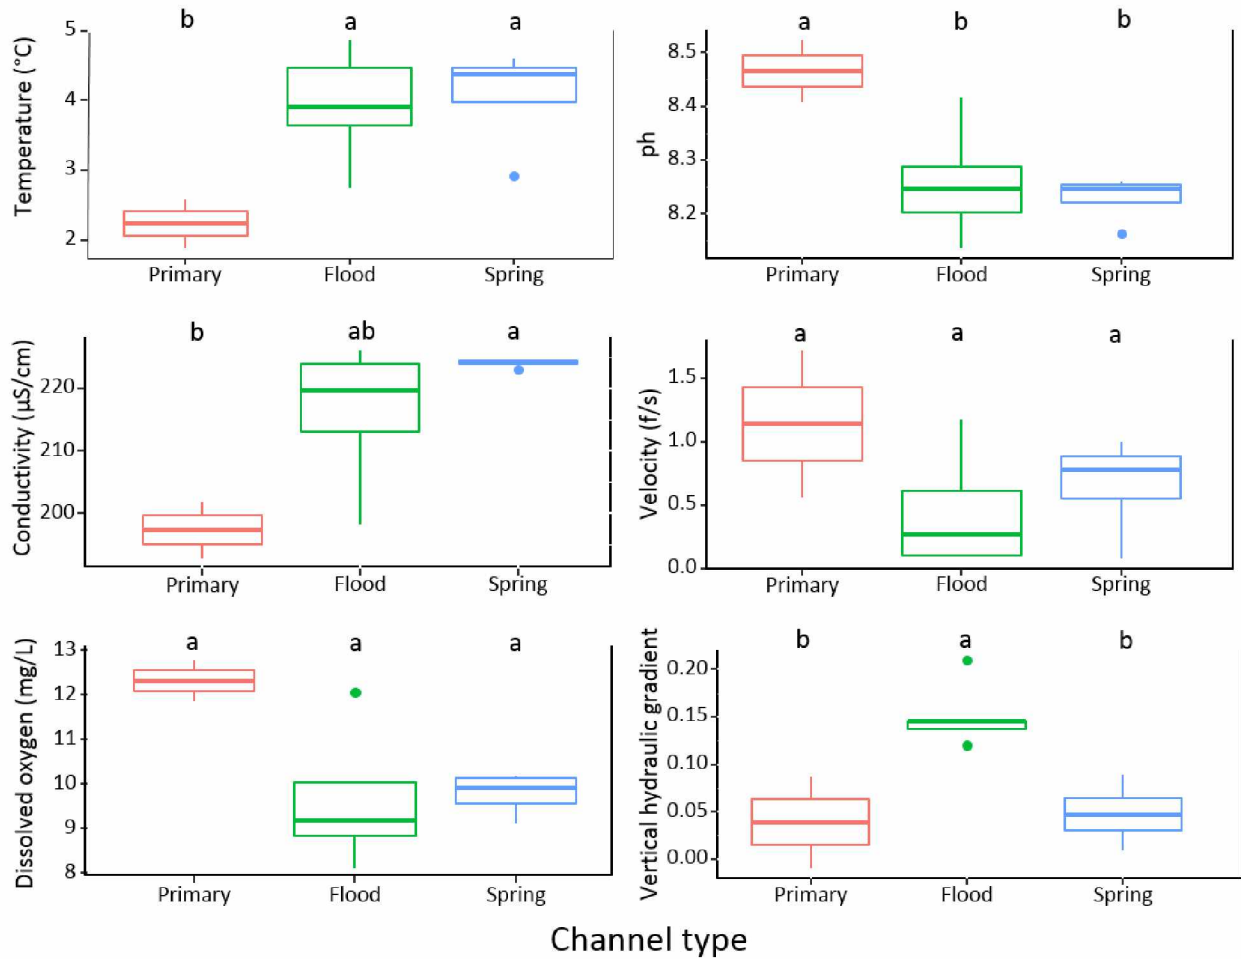 b a a
Temperature (°C)
5
4
3
2
Primary Flood Spring
a b b
ph
8.5
8.4
8.3
8.2
Primary Flood Spring
b ab a
Conductivity (µS/cm)
220
210
200
Primary Flood Spring
a a a
Velocity (f/s)
1.5
1.0
0.5
0.0
Primary Flood Spring
a a a
Dissolved oxygen (mg/L)
13
12
11
10
9
8
Primary Flood Spring
b a b
Vertical hydraulic gradient
0.20
0.15
0.10
0.05
0.00
Primary Flood Spring
Channel type